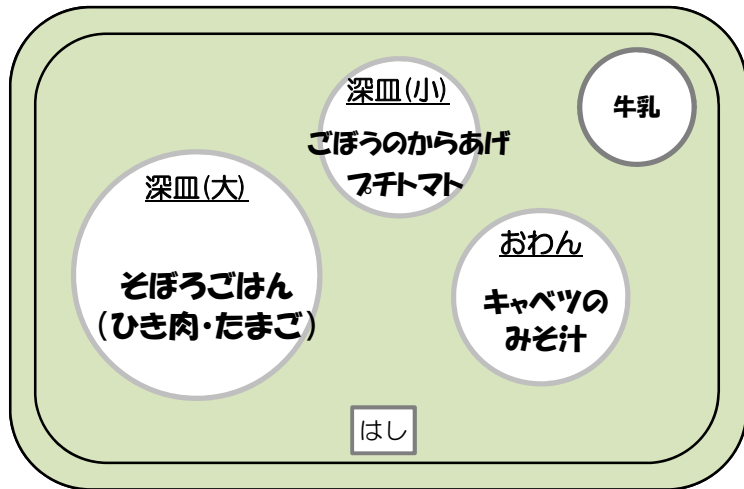 深皿(小)
ごぼうのからあげ
プチトマト
牛乳
深皿(大)
そぼろごはん
(ひき肉・たまご)
おわん
キャベツの
みそ汁
はし